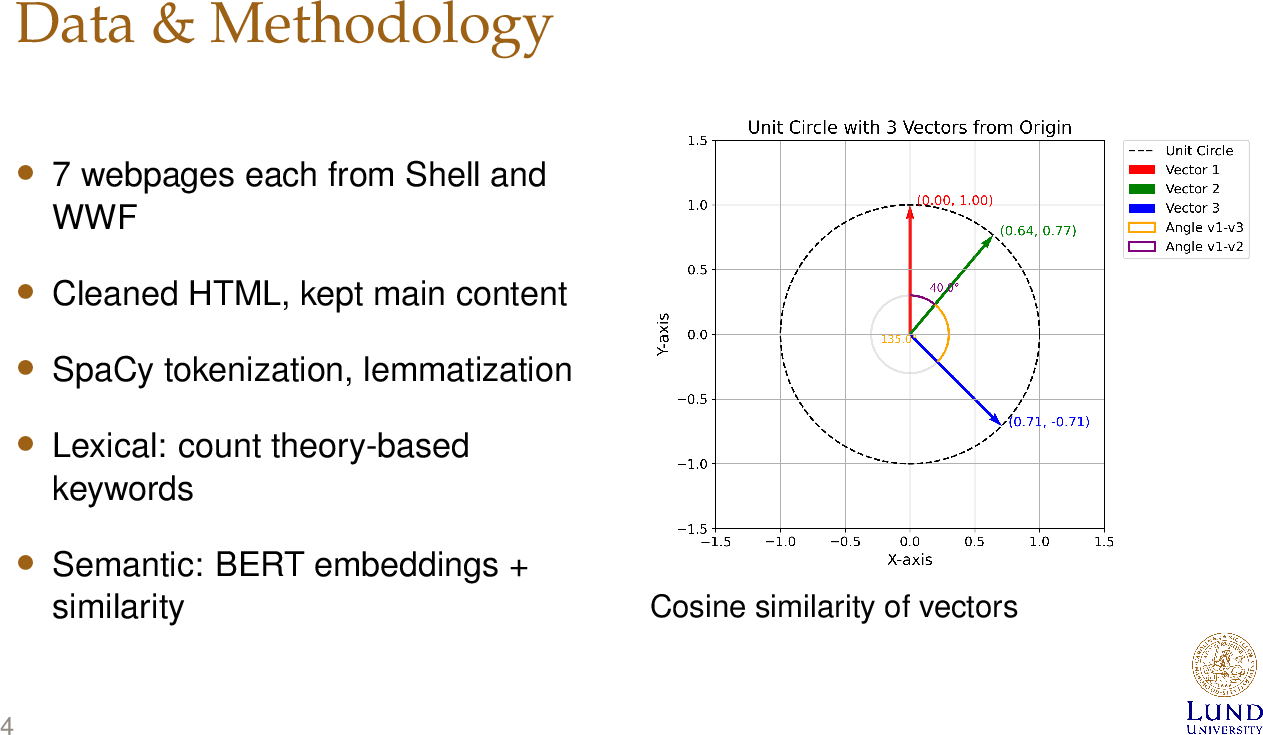 Data & Methodology
• 7 webpages each from Shell and
WWF
• Cleaned HTML, kept main content
• SpaCy tokenization, lemmatization
• Lexical: count theory-based
keywords
• Semantic: BERT embeddings +
similarity
Unit Circle with 3 Vectors from Origin
1.5
1.0
0.5
0.0
−0.5
−1.0
−1.5
Y-axis
−1.5 −1.0 −0.5 0.0 0.5 1.0 1.5
X-axis
(0.00, 1.00)
(0.64, 0.77)
40.0°
135.0
(0.71, -0.71)
Unit Circle
Vector 1
Vector 2
Vector 3
Angle v1-v3
Angle v1-v2
Cosine similarity of vectors
LUND
UNIVERSITY
4